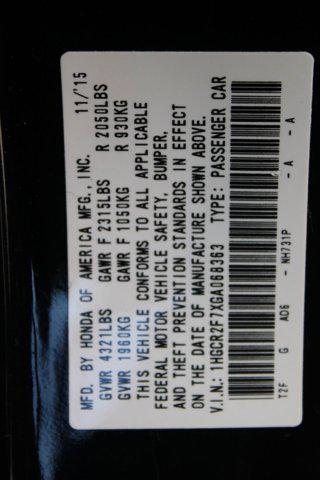 MFD. BY HONDA OF AMERICA MFG., INC. 11/'15
GVWR 4321LBS GAWR F 2315LBS R 2050LBS
GVWR 1960KG GAWR F 1050KG R 930KG
THIS VEHICLE CONFORMS TO ALL APPLICABLE
FEDERAL MOTOR VEHICLE SAFETY, BUMPER,
AND THEFT PREVENTION STANDARDS IN EFFECT
ON THE DATE OF MANUFACTURE SHOWN ABOVE.
V.I.N.: 1HGCR2F7XGA068363 TYPE: PASSENGER CAR
T2F G AD6 - NH731P - A - A